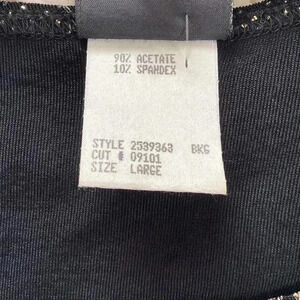 90% ACETATE
10% SPANDEX
STYLE 2539363 BKG
CUT # 09101
SIZE LARGE